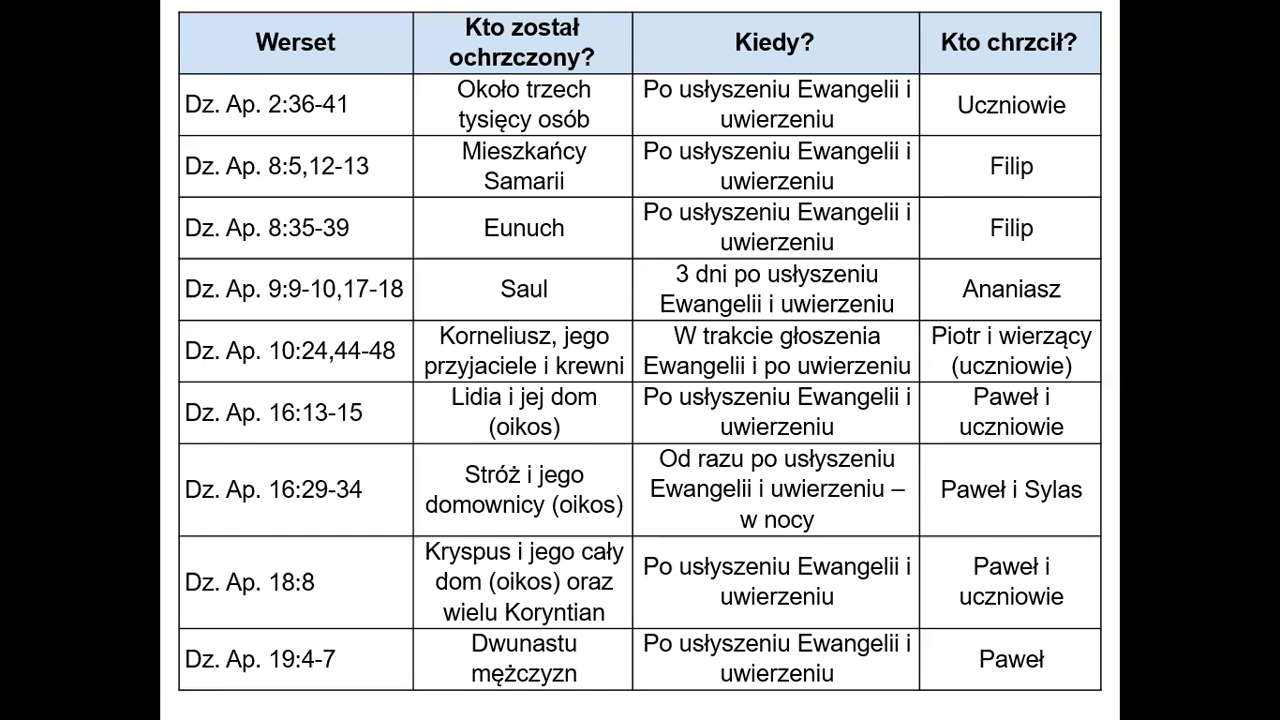 Werset
Kto został
ochrzczony?
Kiedy?
Kto chrzcił?
Dz. Ap. 2:36-41
Około trzech
tysięcy osób
Po usłyszeniu Ewangelii i
uwierzeniu
Uczniowie
Dz. Ap. 8:5,12-13
Mieszkańcy
Samarii
Po usłyszeniu Ewangelii i
uwierzeniu
Filip
Dz. Ap. 8:35-39
Eunuch
Po usłyszeniu Ewangelii i
uwierzeniu
Filip
Dz. Ap. 9:9-10,17-18
Saul
3 dni po usłyszeniu
Ewangelii i uwierzeniu
Ananiasz
Dz. Ap. 10:24,44-48
Korneliusz, jego
przyjaciele i krewni
W trakcie głoszenia
Ewangelii i po uwierzeniu
Piotr i wierzący
(uczniowie)
Dz. Ap. 16:13-15
Lidia i jej dom
(oikos)
Po usłyszeniu Ewangelii i
uwierzeniu
Paweł i
uczniowie
Dz. Ap. 16:29-34
Stróż i jego
domownicy (oikos)
Od razu po usłyszeniu
Ewangelii i uwierzeniu –
w nocy
Paweł i Sylas
Dz. Ap. 18:8
Kryspus i jego cały
dom (oikos) oraz
wielu Koryntian
Po usłyszeniu Ewangelii i
uwierzeniu
Paweł i
uczniowie
Dz. Ap. 19:4-7
Dwunastu
mężczyzn
Po usłyszeniu Ewangelii i
uwierzeniu
Paweł